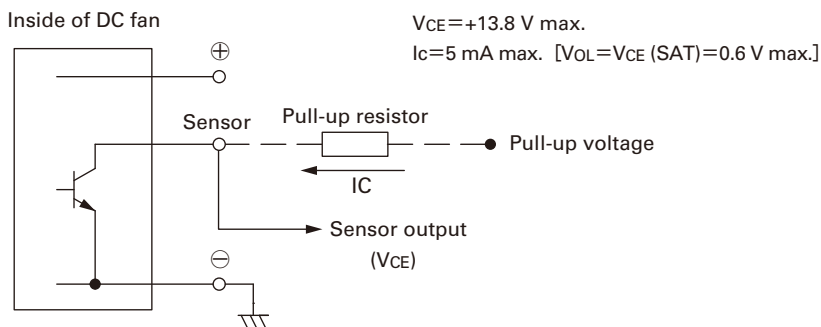 Inside of DC fan
VCE=+13.8 V max.
Ic=5 mA max. [VOL=VCE (SAT)=0.6 V max.]
⊕
Sensor
Pull-up resistor
Pull-up voltage
IC
Sensor output
(VCE)
⊖